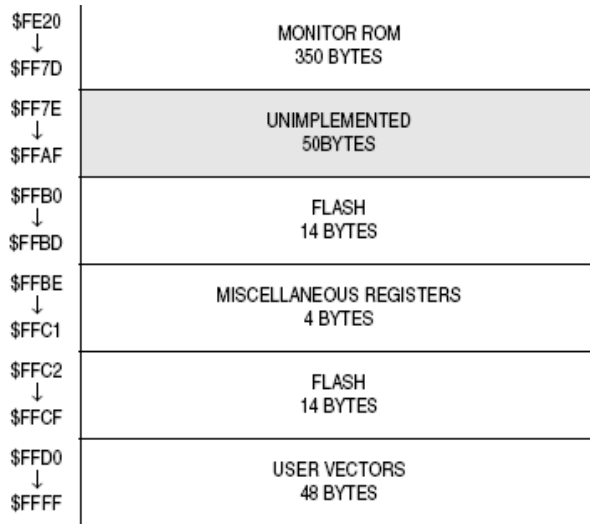 $FE20
↓
$FF7D
MONITOR ROM
350 BYTES
$FF7E
↓
$FFAF
UNIMPLEMENTED
50BYTES
$FFB0
↓
$FFBD
FLASH
14 BYTES
$FFBE
↓
$FFC1
MISCELLANEOUS REGISTERS
4 BYTES
$FFC2
↓
$FFCF
FLASH
14 BYTES
$FFD0
↓
$FFFF
USER VECTORS
48 BYTES